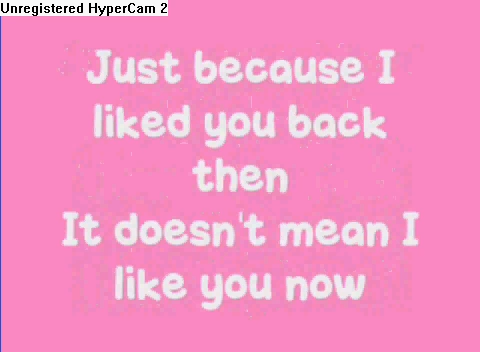 Unregistered HyperCam 2
Just because I
liked you back
then
It doesn't mean I
like you now